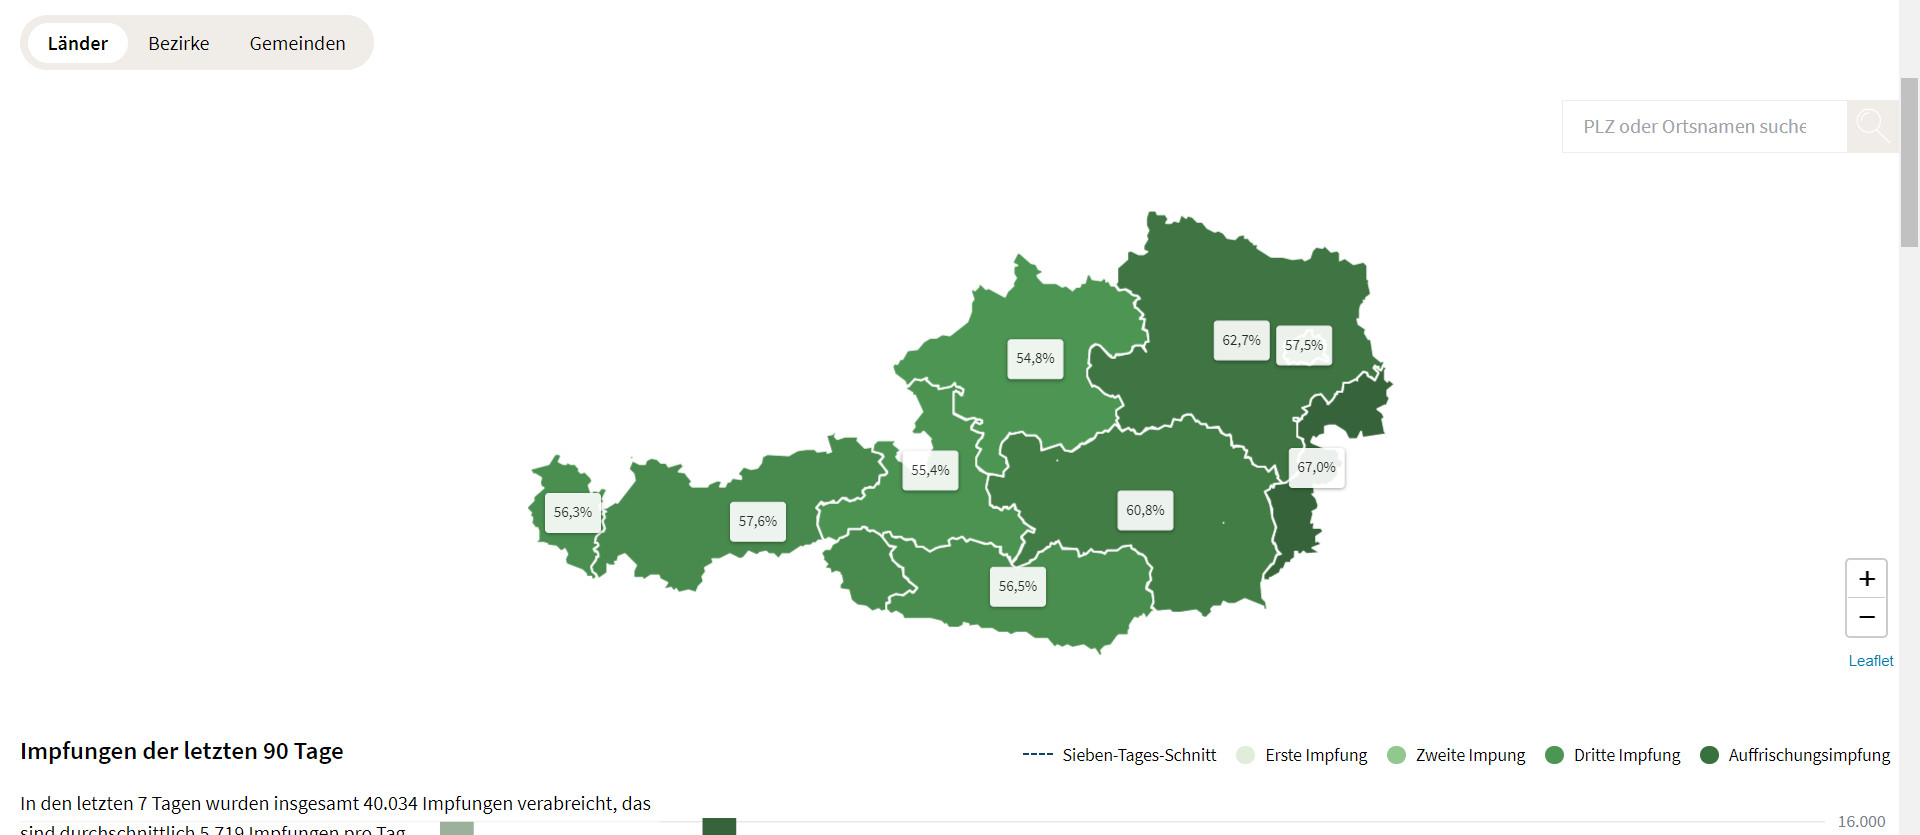 Länder Bezirke Gemeinden
PLZ oder Ortsnamen suche
62,7%
57,5%
54,8%
67,0%
55,4%
60,8%
56,3%
57,6%
56,5%
+
−
Leaflet
Impfungen der letzten 90 Tage
Sieben-Tages-Schnitt Erste Impfung Zweite Impung Dritte Impfung Auffrischungsimpfung
In den letzten 7 Tagen wurden insgesamt 40.034 Impfungen verabreicht, das
sind durchschnittlich 5.719 Impfungen pro Tag.
16.000